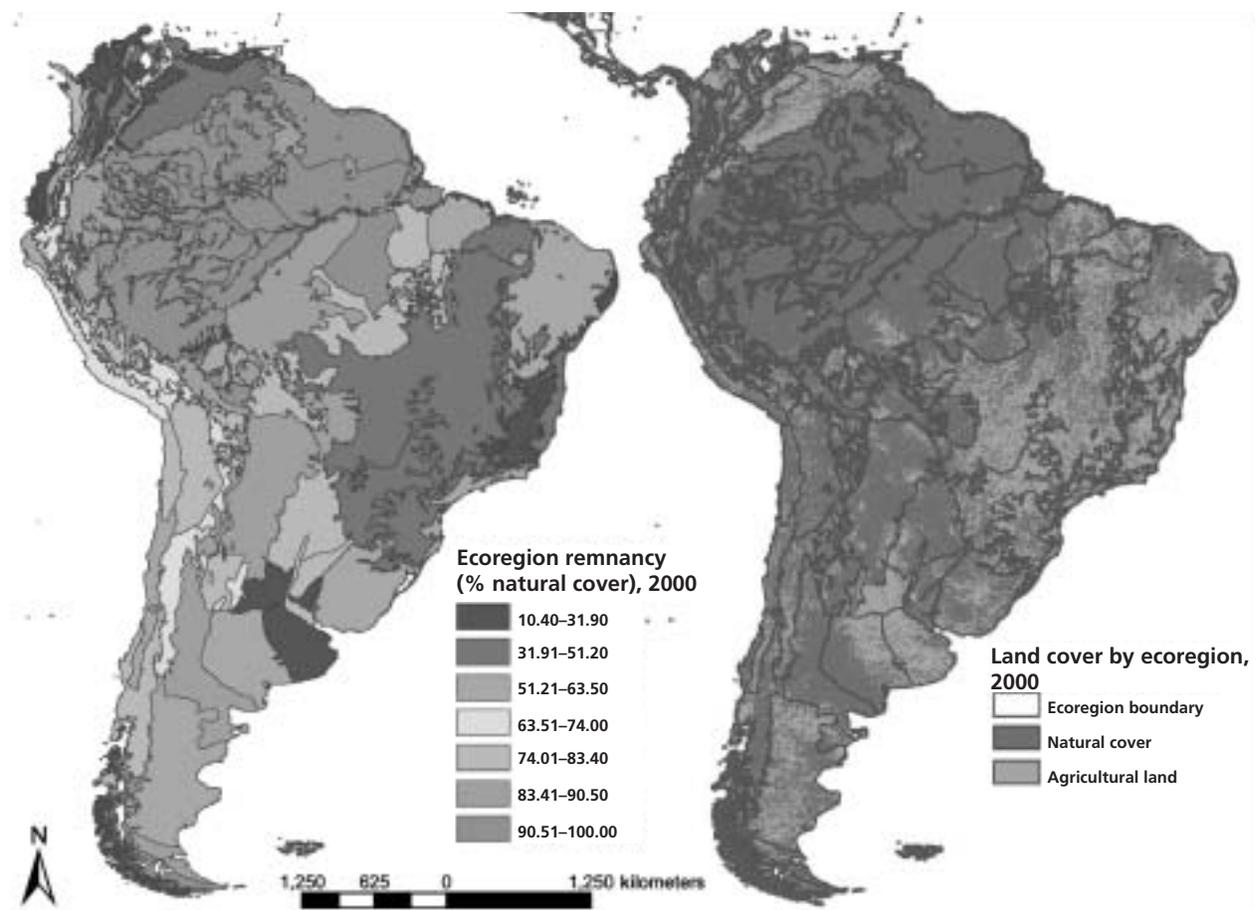 Ecoregion remnancy
(% natural cover), 2000
10.40–31.90
31.91–51.20
51.21–63.50
63.51–74.00
74.01–83.40
83.41–90.50
90.51–100.00
Land cover by ecoregion,
2000
Ecoregion boundary
Natural cover
Agricultural land
N
1,250 625 0 1,250 kilometers